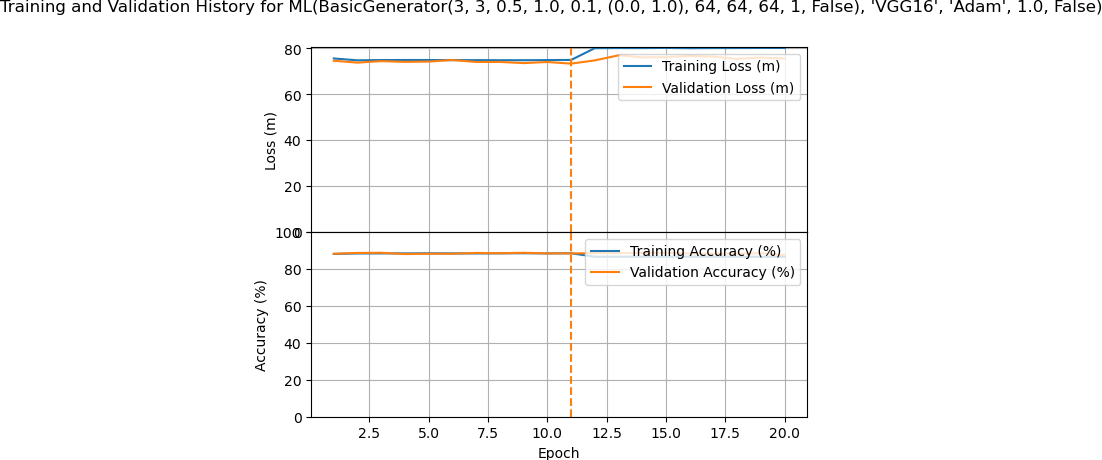 Training and Validation History for ML(BasicGenerator(3, 3, 0.5, 1.0, 0.1, (0.0, 1.0), 64, 64, 64, 1, False), 'VGG16', 'Adam', 1.0, False)
80
60
40
20
0
Loss (m)
Training Loss (m)
Validation Loss (m)
100
80
60
40
20
0
Accuracy (%)
Training Accuracy (%)
Validation Accuracy (%)
2.5 5.0 7.5 10.0 12.5 15.0 17.5 20.0
Epoch